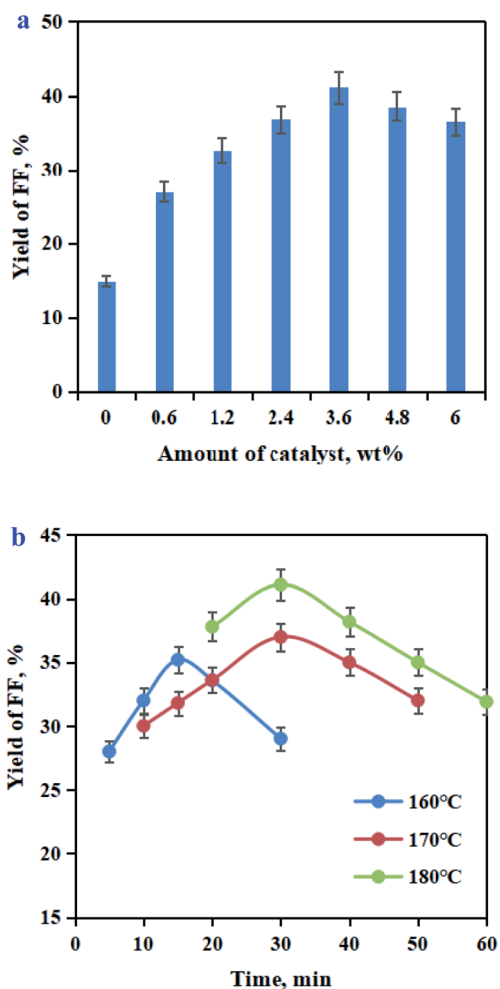 a
Yield of FF, %
50
40
30
20
10
0
0 0.6 1.2 2.4 3.6 4.8 6
Amount of catalyst, wt%
b
Yield of FF, %
45
40
35
30
25
20
15
160°C
170°C
180°C
0 10 20 30 40 50 60
Time, min